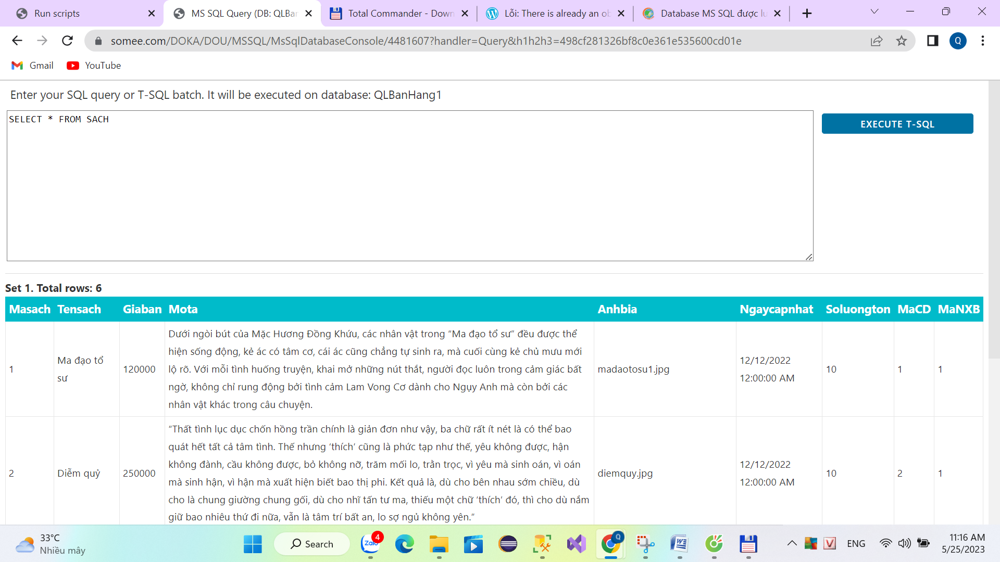 Run scripts
MS SQL Query (DB: QLBan
Total Commander - Down
Lỗi: There is already an ob
Database MS SQL được lu
somee.com/DOKA/DOU/MSSQL/MsSqlDatabaseConsole/4481607?handler=Query&h1h2h3=498cf281326bf8c0e361e535600cd01e
Q
Gmail
YouTube
Enter your SQL query or T-SQL batch. It will be executed on database: QLBanHang1
SELECT * FROM SACH
EXECUTE T-SQL
Set 1. Total rows: 6
Masach Tensach Giaban Mota Anhbia Ngaycapnhat Soluongton MaCD MaNXB
1
Ma đạo tổ
sư
120000
Dưới ngòi bút của Mặc Hương Đồng Khứu, các nhân vật trong “Ma đạo tổ sư” đều được thể
hiện sống động, kẻ ác có tâm cơ, cái ác cũng chẳng tự sinh ra, mà cuối cùng kẻ chủ mưu mới
lộ rõ. Với mỗi tình huống truyện, khai mở những nút thắt, người đọc luôn trong cảm giác bất
ngờ, không chỉ rung động bởi tình cảm Lam Vong Cơ dành cho Ngụy Anh mà còn bởi các
nhân vật khác trong câu chuyện.
madaotosu1.jpg
12/12/2022
12:00:00 AM
10
1
1
2
Diễm quỷ
250000
“Thất tình lục dục chốn hồng trần chính là giản đơn như vậy, ba chữ rất ít nét là có thể bao
quát hết tất cả tâm tình. Thế nhưng ‘thích’ cũng là phức tạp như thế, yêu không được, hận
không đành, cầu không được, bỏ không nỡ, trăm mối lo, trằn trọc, vì yêu mà sinh oán, vì oán
mà sinh hận, vì hận mà xuất hiện biết bao thị phi. Kết quả là, dù cho bên nhau sớm chiều, dù
cho là chung giường chung gối, dù cho nhĩ tấn tư ma, thiếu một chữ ‘thích’ đó, thì cho dù nắm
giữ bao nhiêu thứ đi nữa, vẫn là tâm trí bất an, lo sợ ngủ không yên.”
diemquy.jpg
12/12/2022
12:00:00 AM
10
2
1
33°C
Nhiều mây
Search
Zalo
4
Q
ENG
11:16 AM
5/25/2023